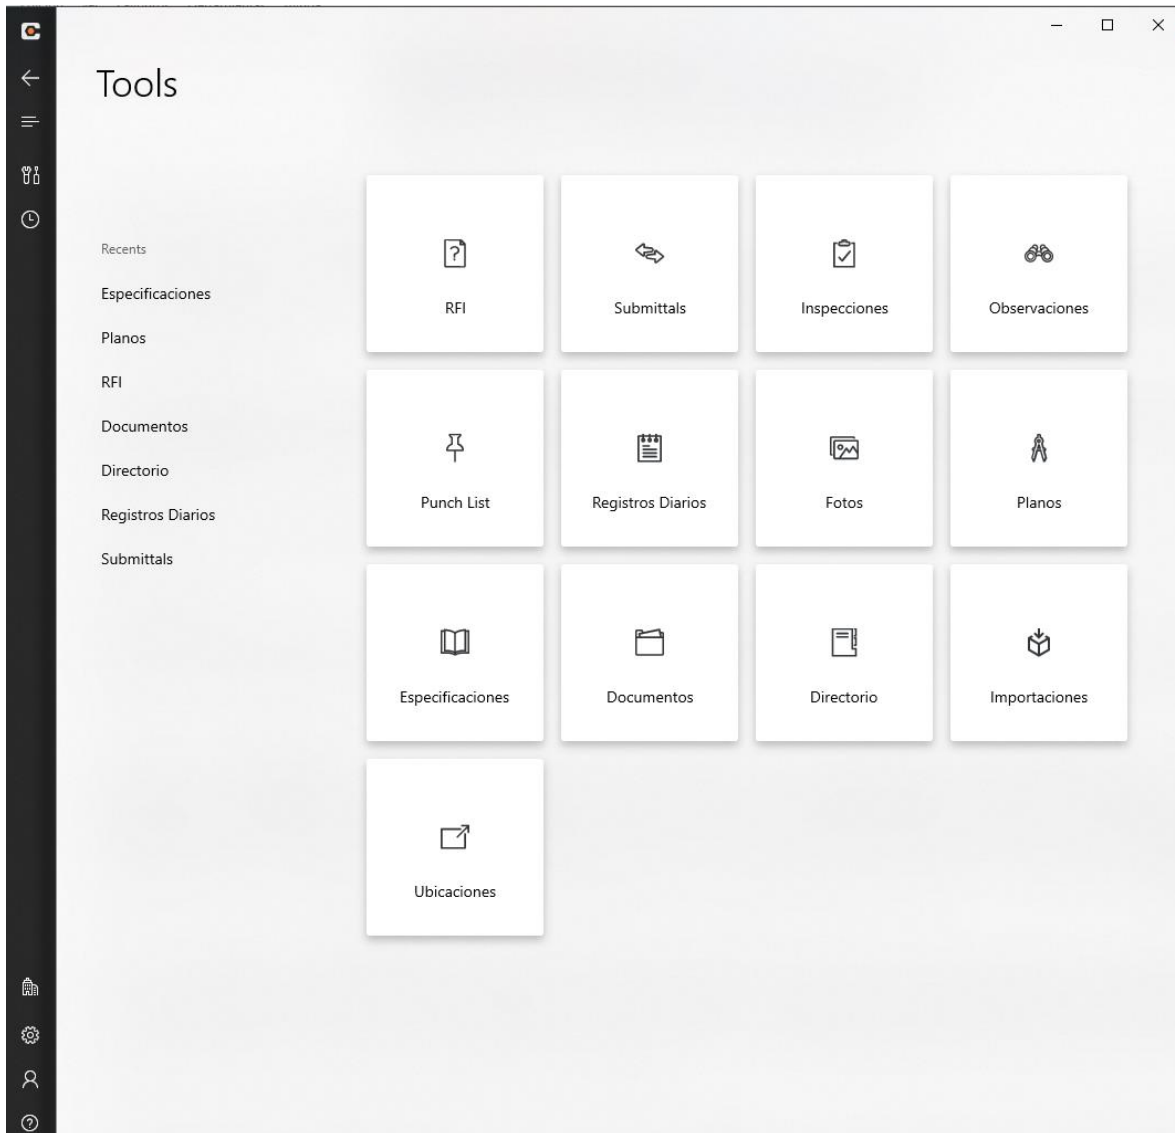 Tools
Recents
Especificaciones
Planos
RFI
Documentos
Directorio
Registros Diarios
Submittals
RFI
Submittals
Inspecciones
Observaciones
Punch List
Registros Diarios
Fotos
Planos
Especificaciones
Documentos
Directorio
Importaciones
Ubicaciones